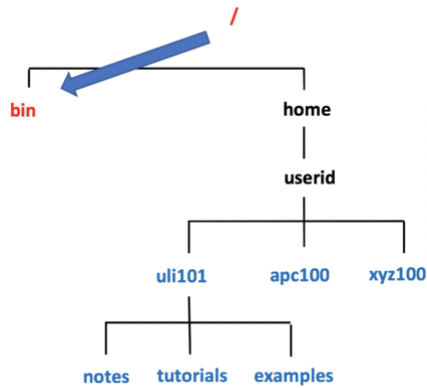 /
bin home
userid
uli101 apc100 xyz100
notes tutorials examples